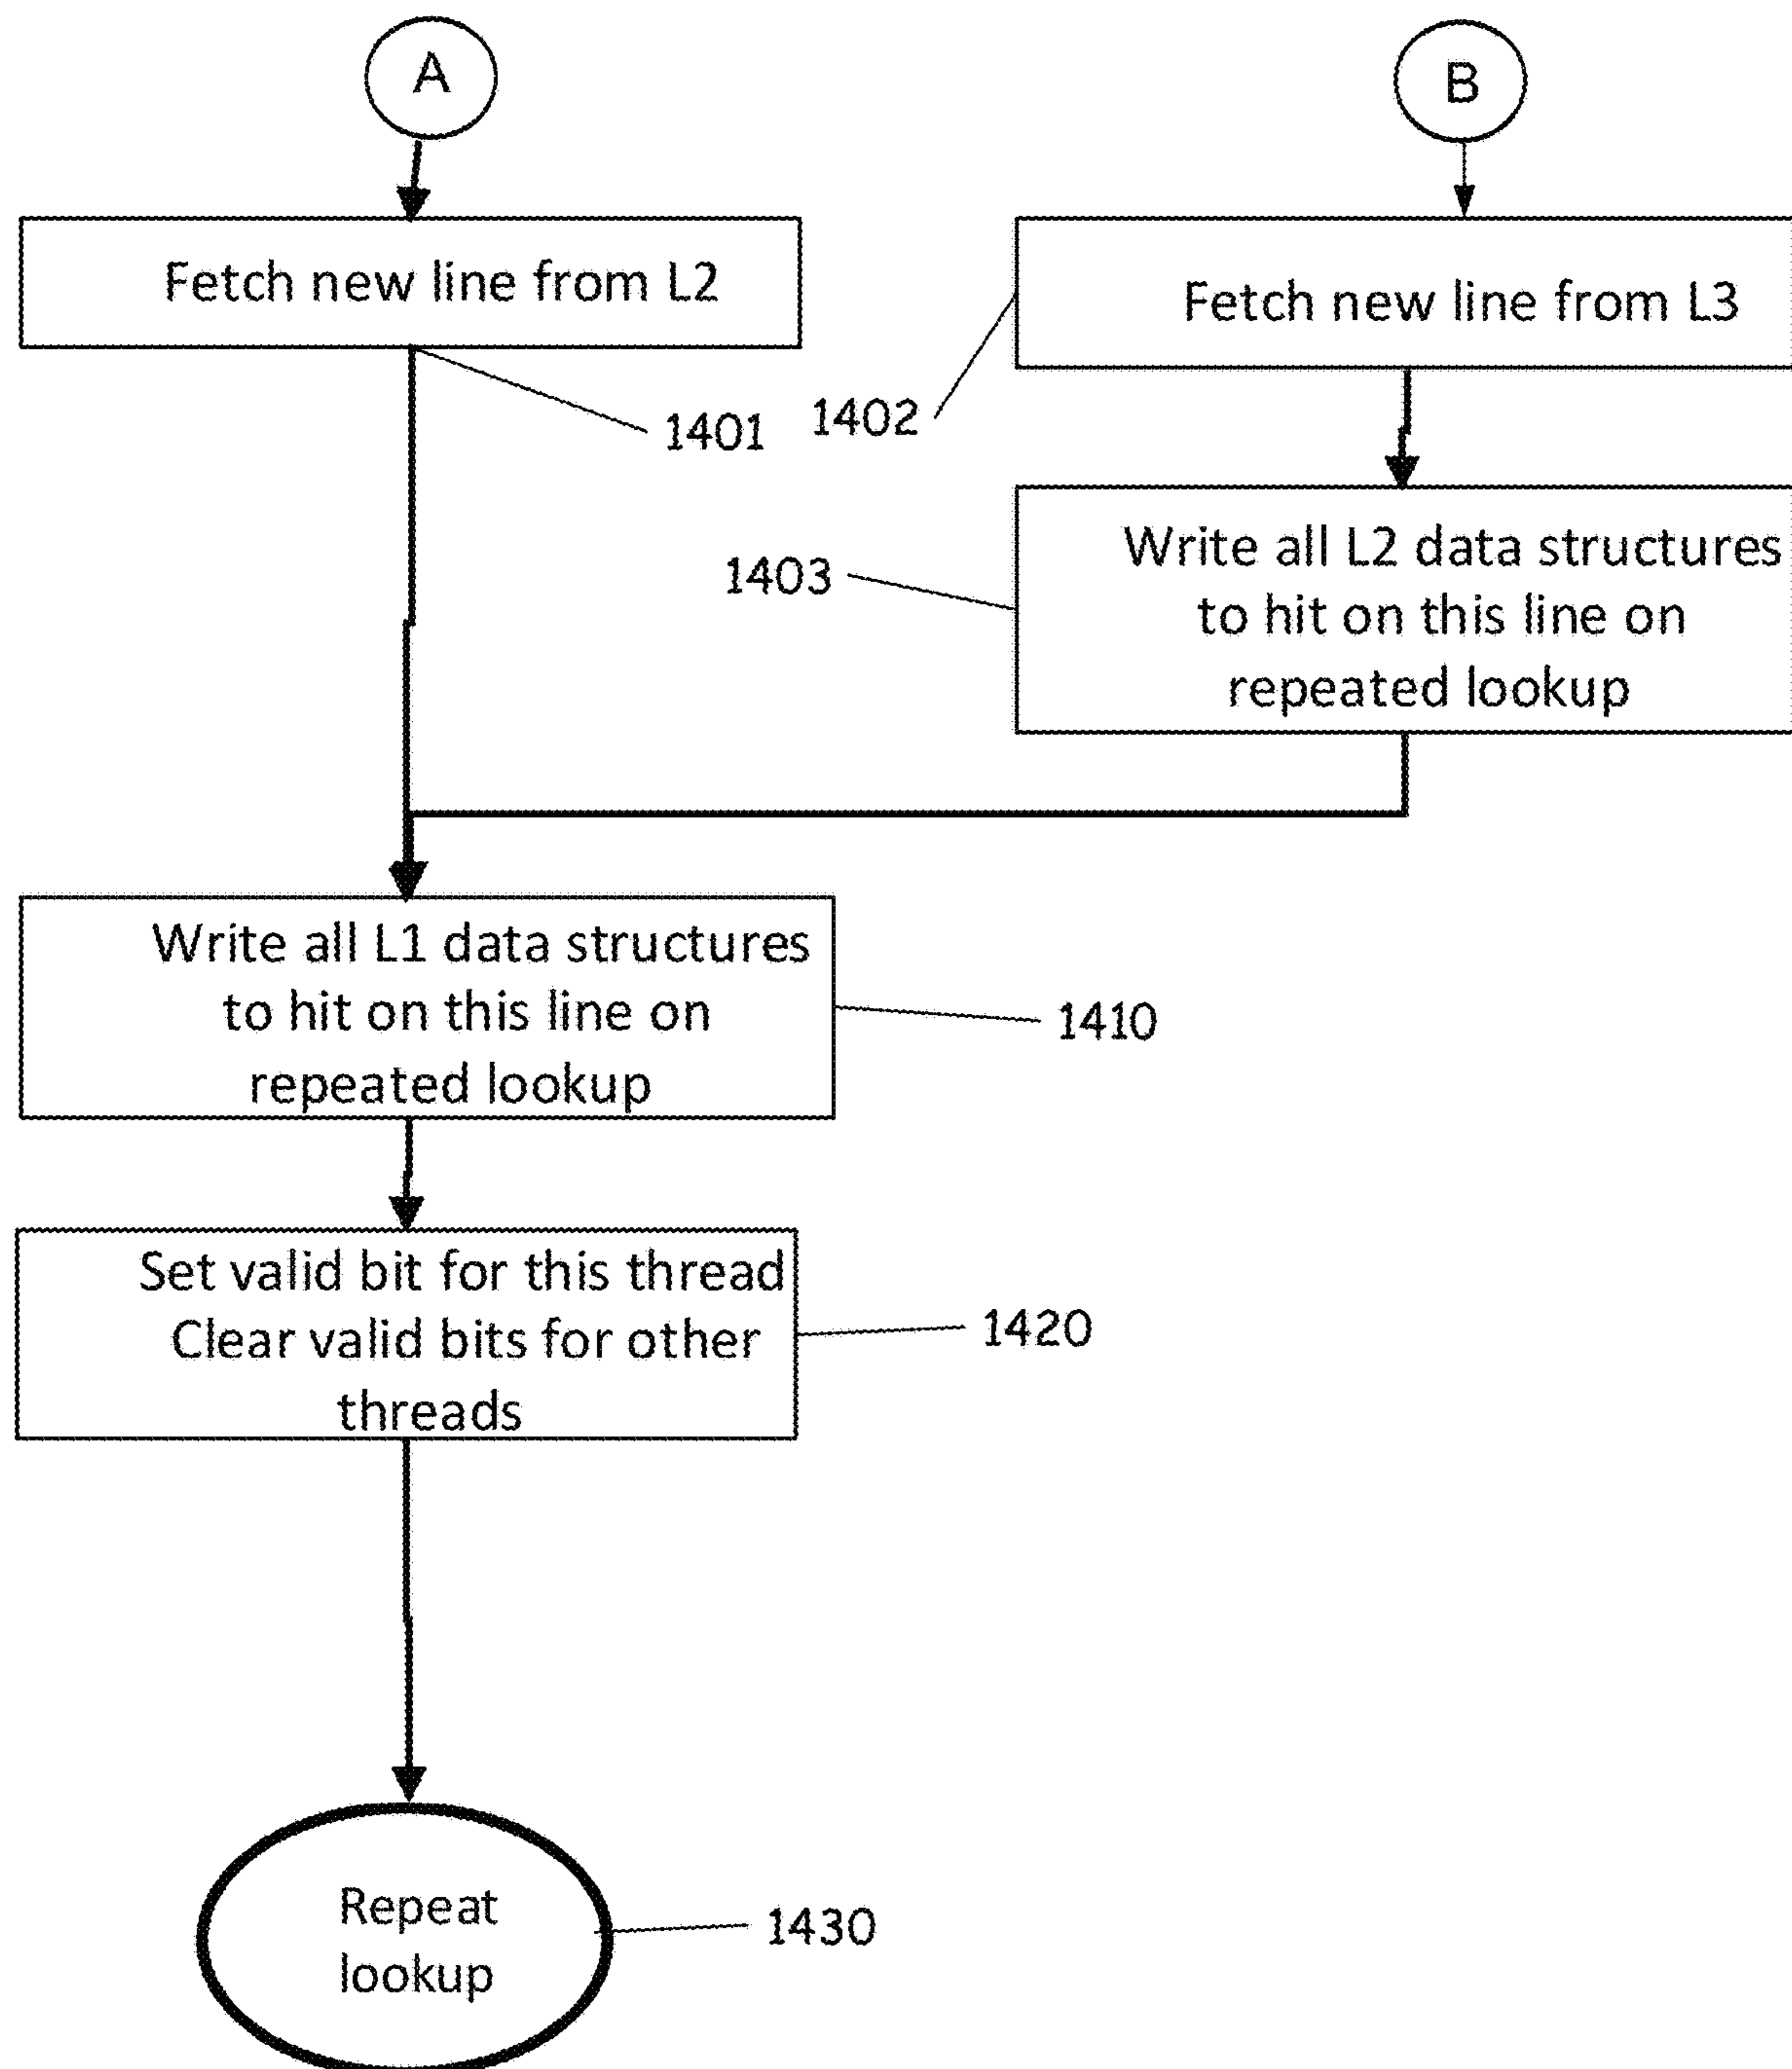 A
B
Fetch new line from L2
Fetch new line from L3
1401
1402
Write all L2 data structures
to hit on this line on
repeated lookup
1403
Write all L1 data structures
to hit on this line on
repeated lookup
1410
Set valid bit for this thread
Clear valid bits for other
threads
1420
Repeat
lookup
1430